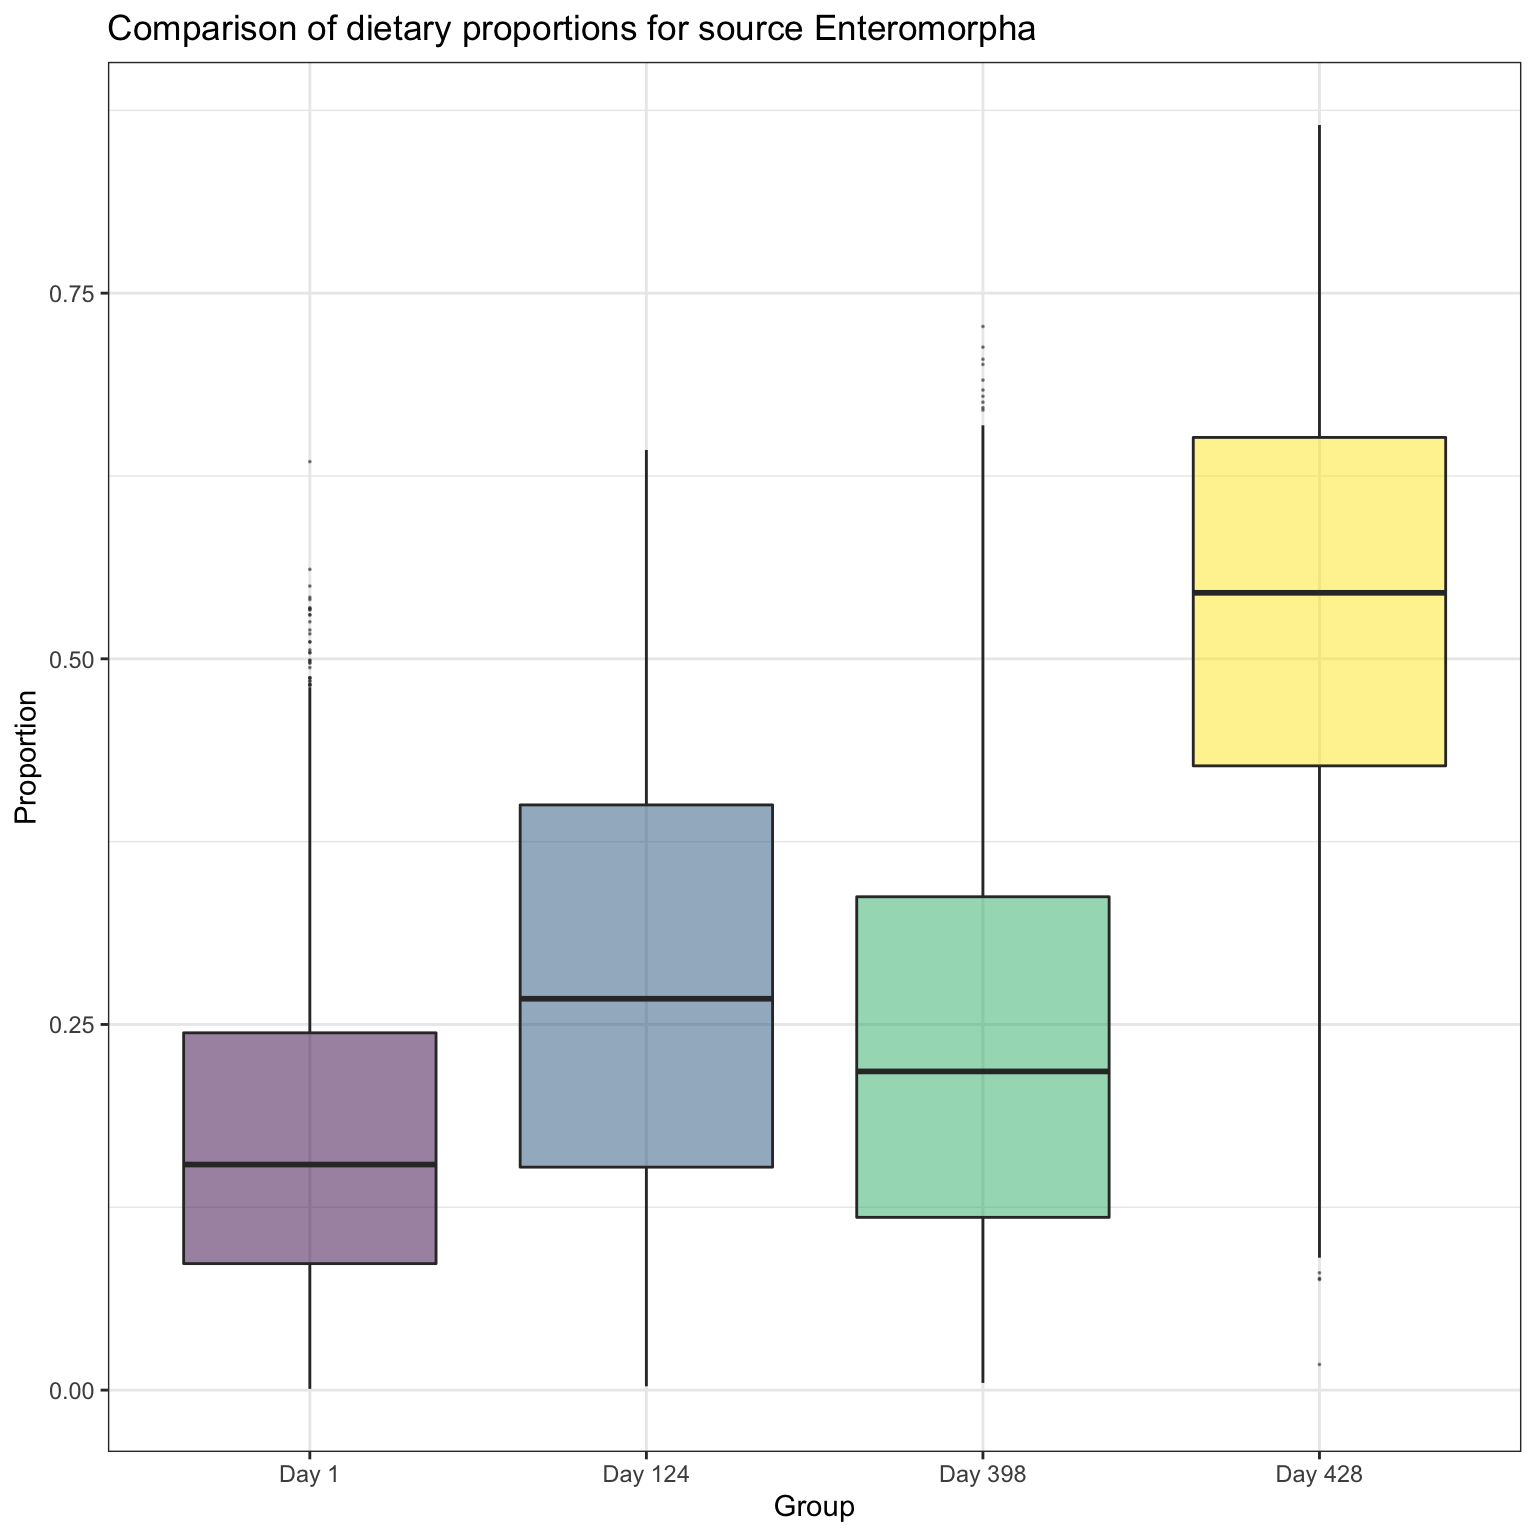 Comparison of dietary proportions for source Enteromorpha
Proportion
0.75
0.50
0.25
0.00
Day 1
Day 124
Day 398
Day 428
Group